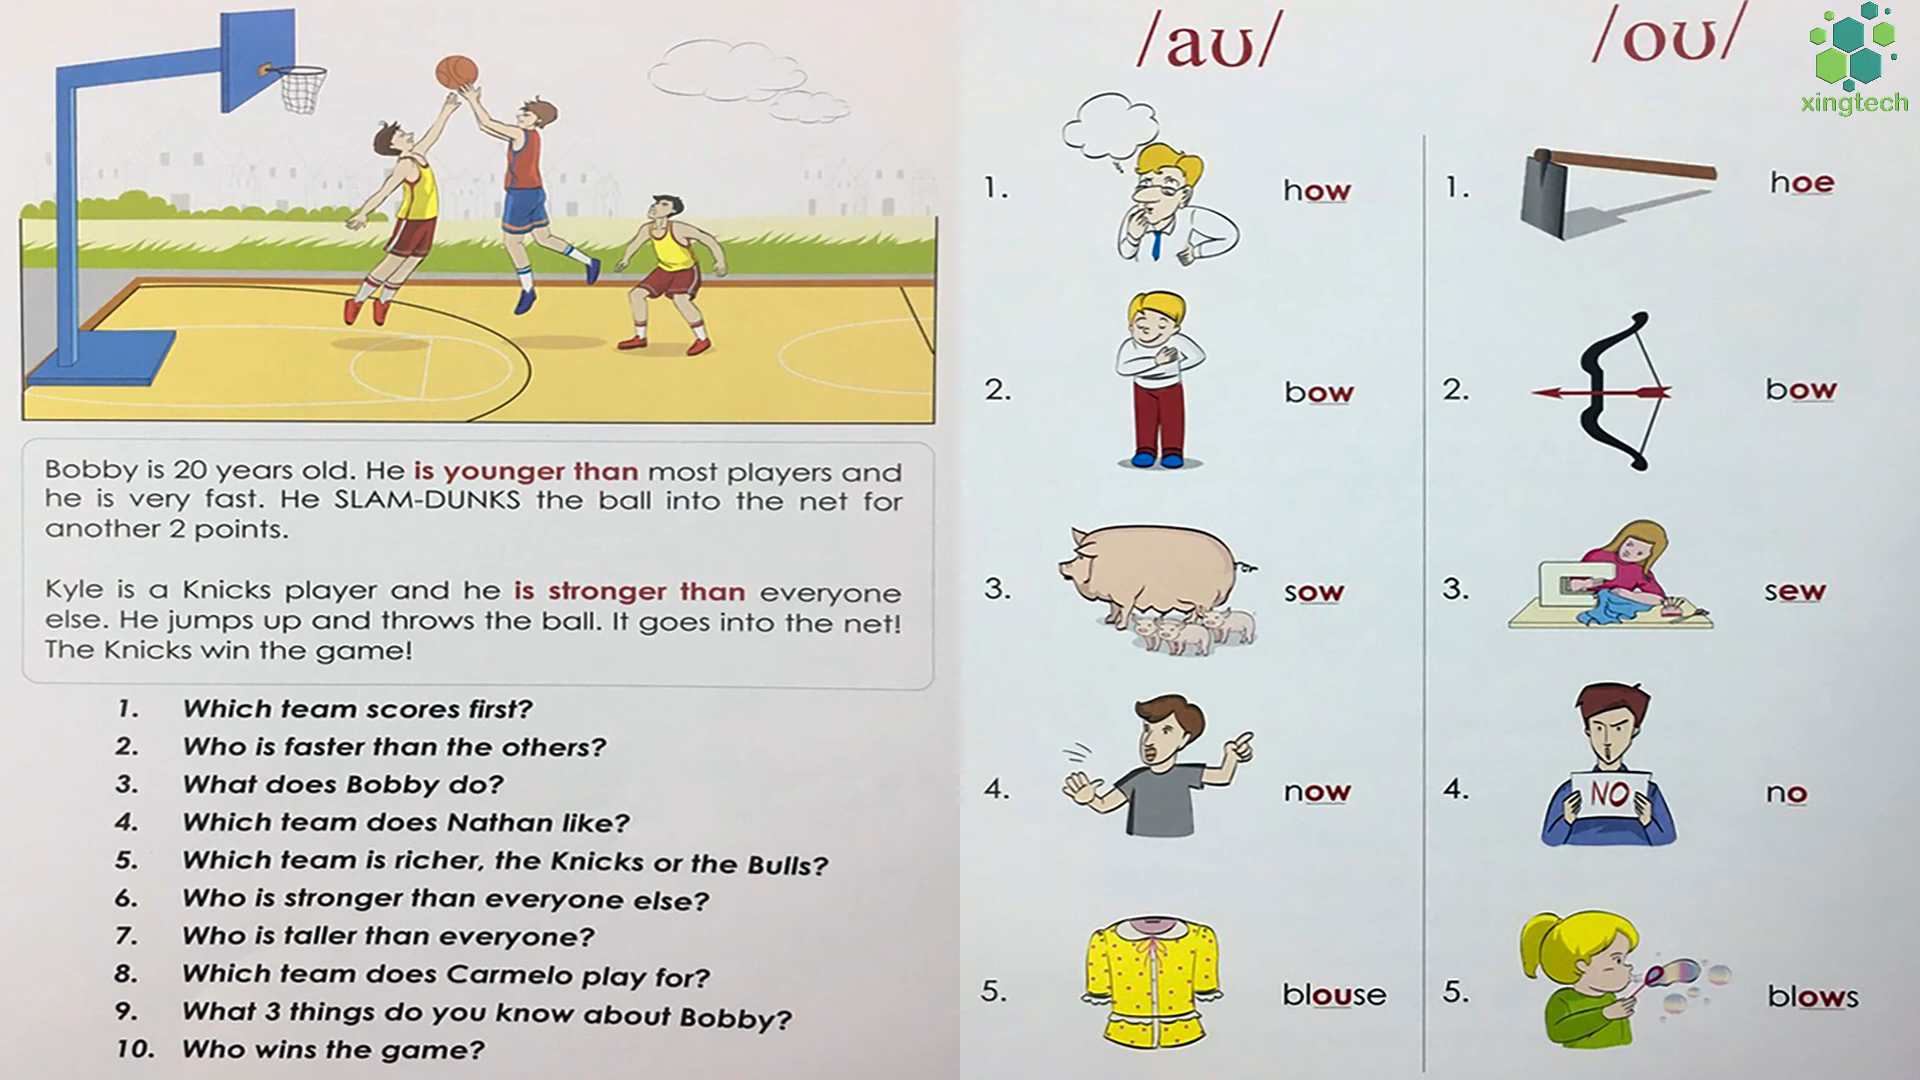 Bobby is 20 years old. He is younger than most players and
he is very fast. He SLAM-DUNKS the ball into the net for
another 2 points.
Kyle is a Knicks player and he is stronger than everyone
else. He jumps up and throws the ball. It goes into the net!
The Knicks win the game!
1. Which team scores first?
2. Who is faster than the others?
3. What does Bobby do?
4. Which team does Nathan like?
5. Which team is richer, the Knicks or the Bulls?
6. Who is stronger than everyone else?
7. Who is taller than everyone?
8. Which team does Carmelo play for?
9. What 3 things do you know about Bobby?
10. Who wins the game?
/aʊ/
1. how
2. bow
3. sow
4. now
5. blouse
/oʊ/
1. hoe
2. bow
3. sew
4. NO no
5. blows
xingtech